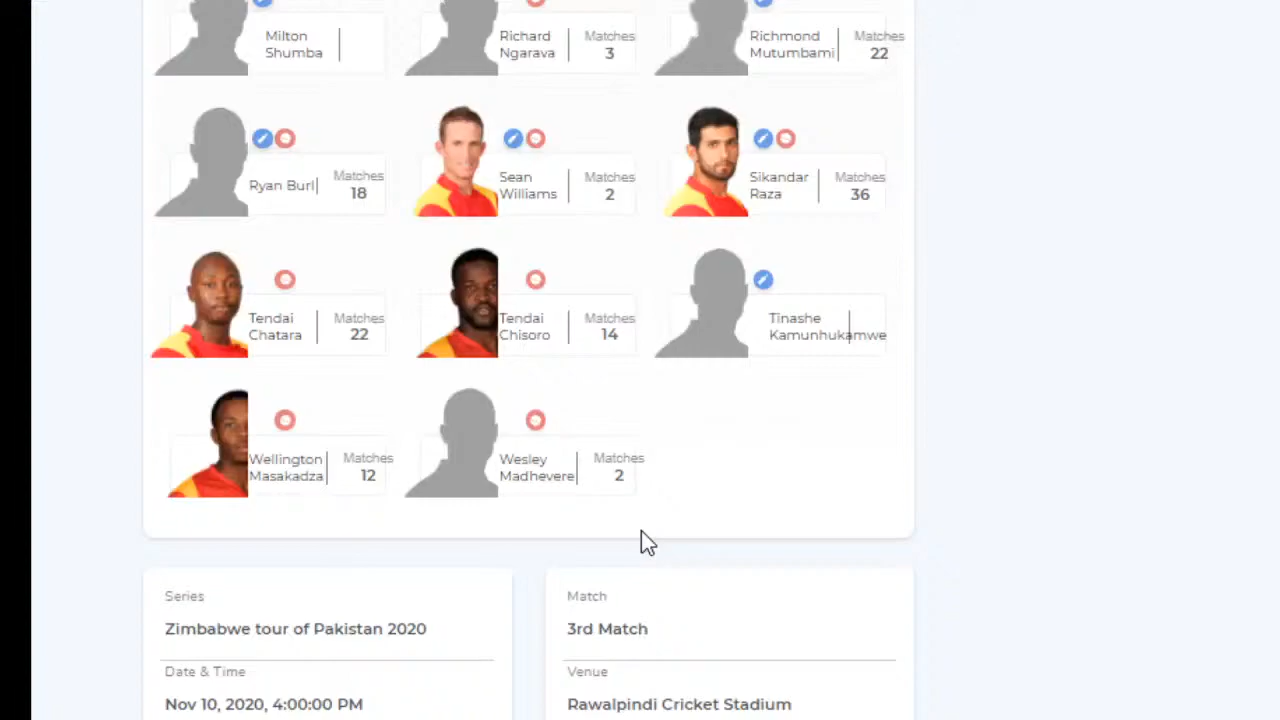 Milton
Shumba
Richard
Ngarava
Matches
3
Richmond
Mutumbami
Matches
22
Ryan Burl
Matches
18
Sean
Williams
Matches
2
Sikandar
Raza
Matches
36
Tendai
Chatara
Matches
22
Tendai
Chisoro
Matches
14
Tinashe
Kamunhukamwe
Wellington
Masakadza
Matches
12
Wesley
Madhevere
Matches
2
Series
Zimbabwe tour of Pakistan 2020
Date & Time
Nov 10, 2020, 4:00:00 PM
Match
3rd Match
Venue
Rawalpindi Cricket Stadium